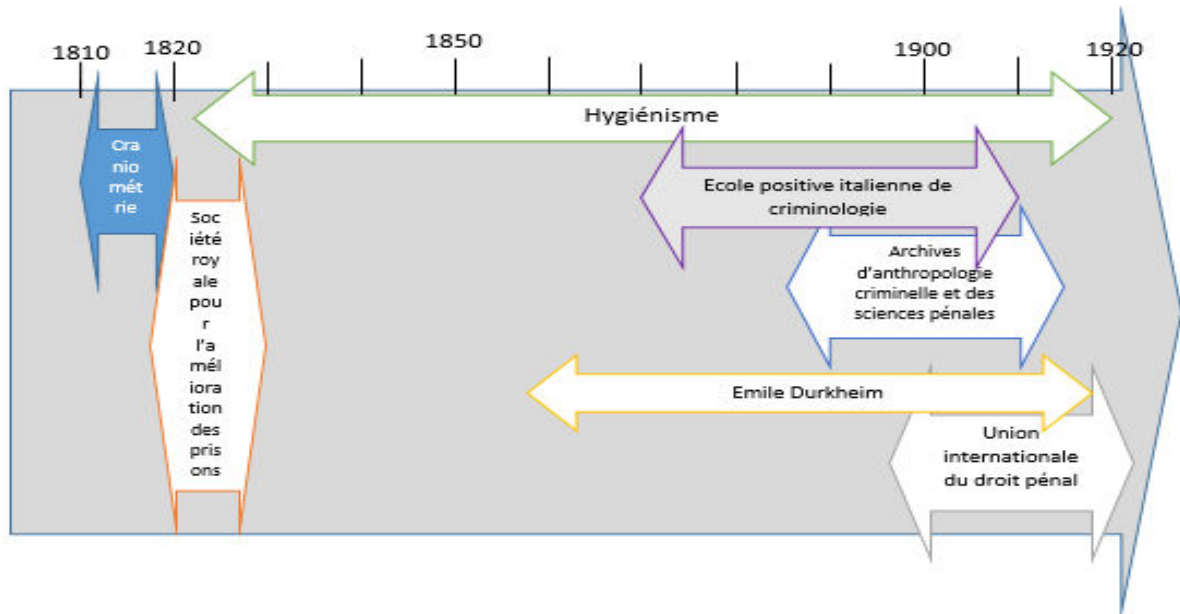 1810
1820
1850
1900
1920
Hygiénisme
Cra
nio
mét
rie
Ecole positive italienne de
criminologie
Soc
iété
roy
ale
pou
r
l'a
mél
iora
tion
des
pris
ons
Archives
d'anthropologie
criminelle et des
sciences pénales
Emile Durkheim
Union
internationale
du droit pénal